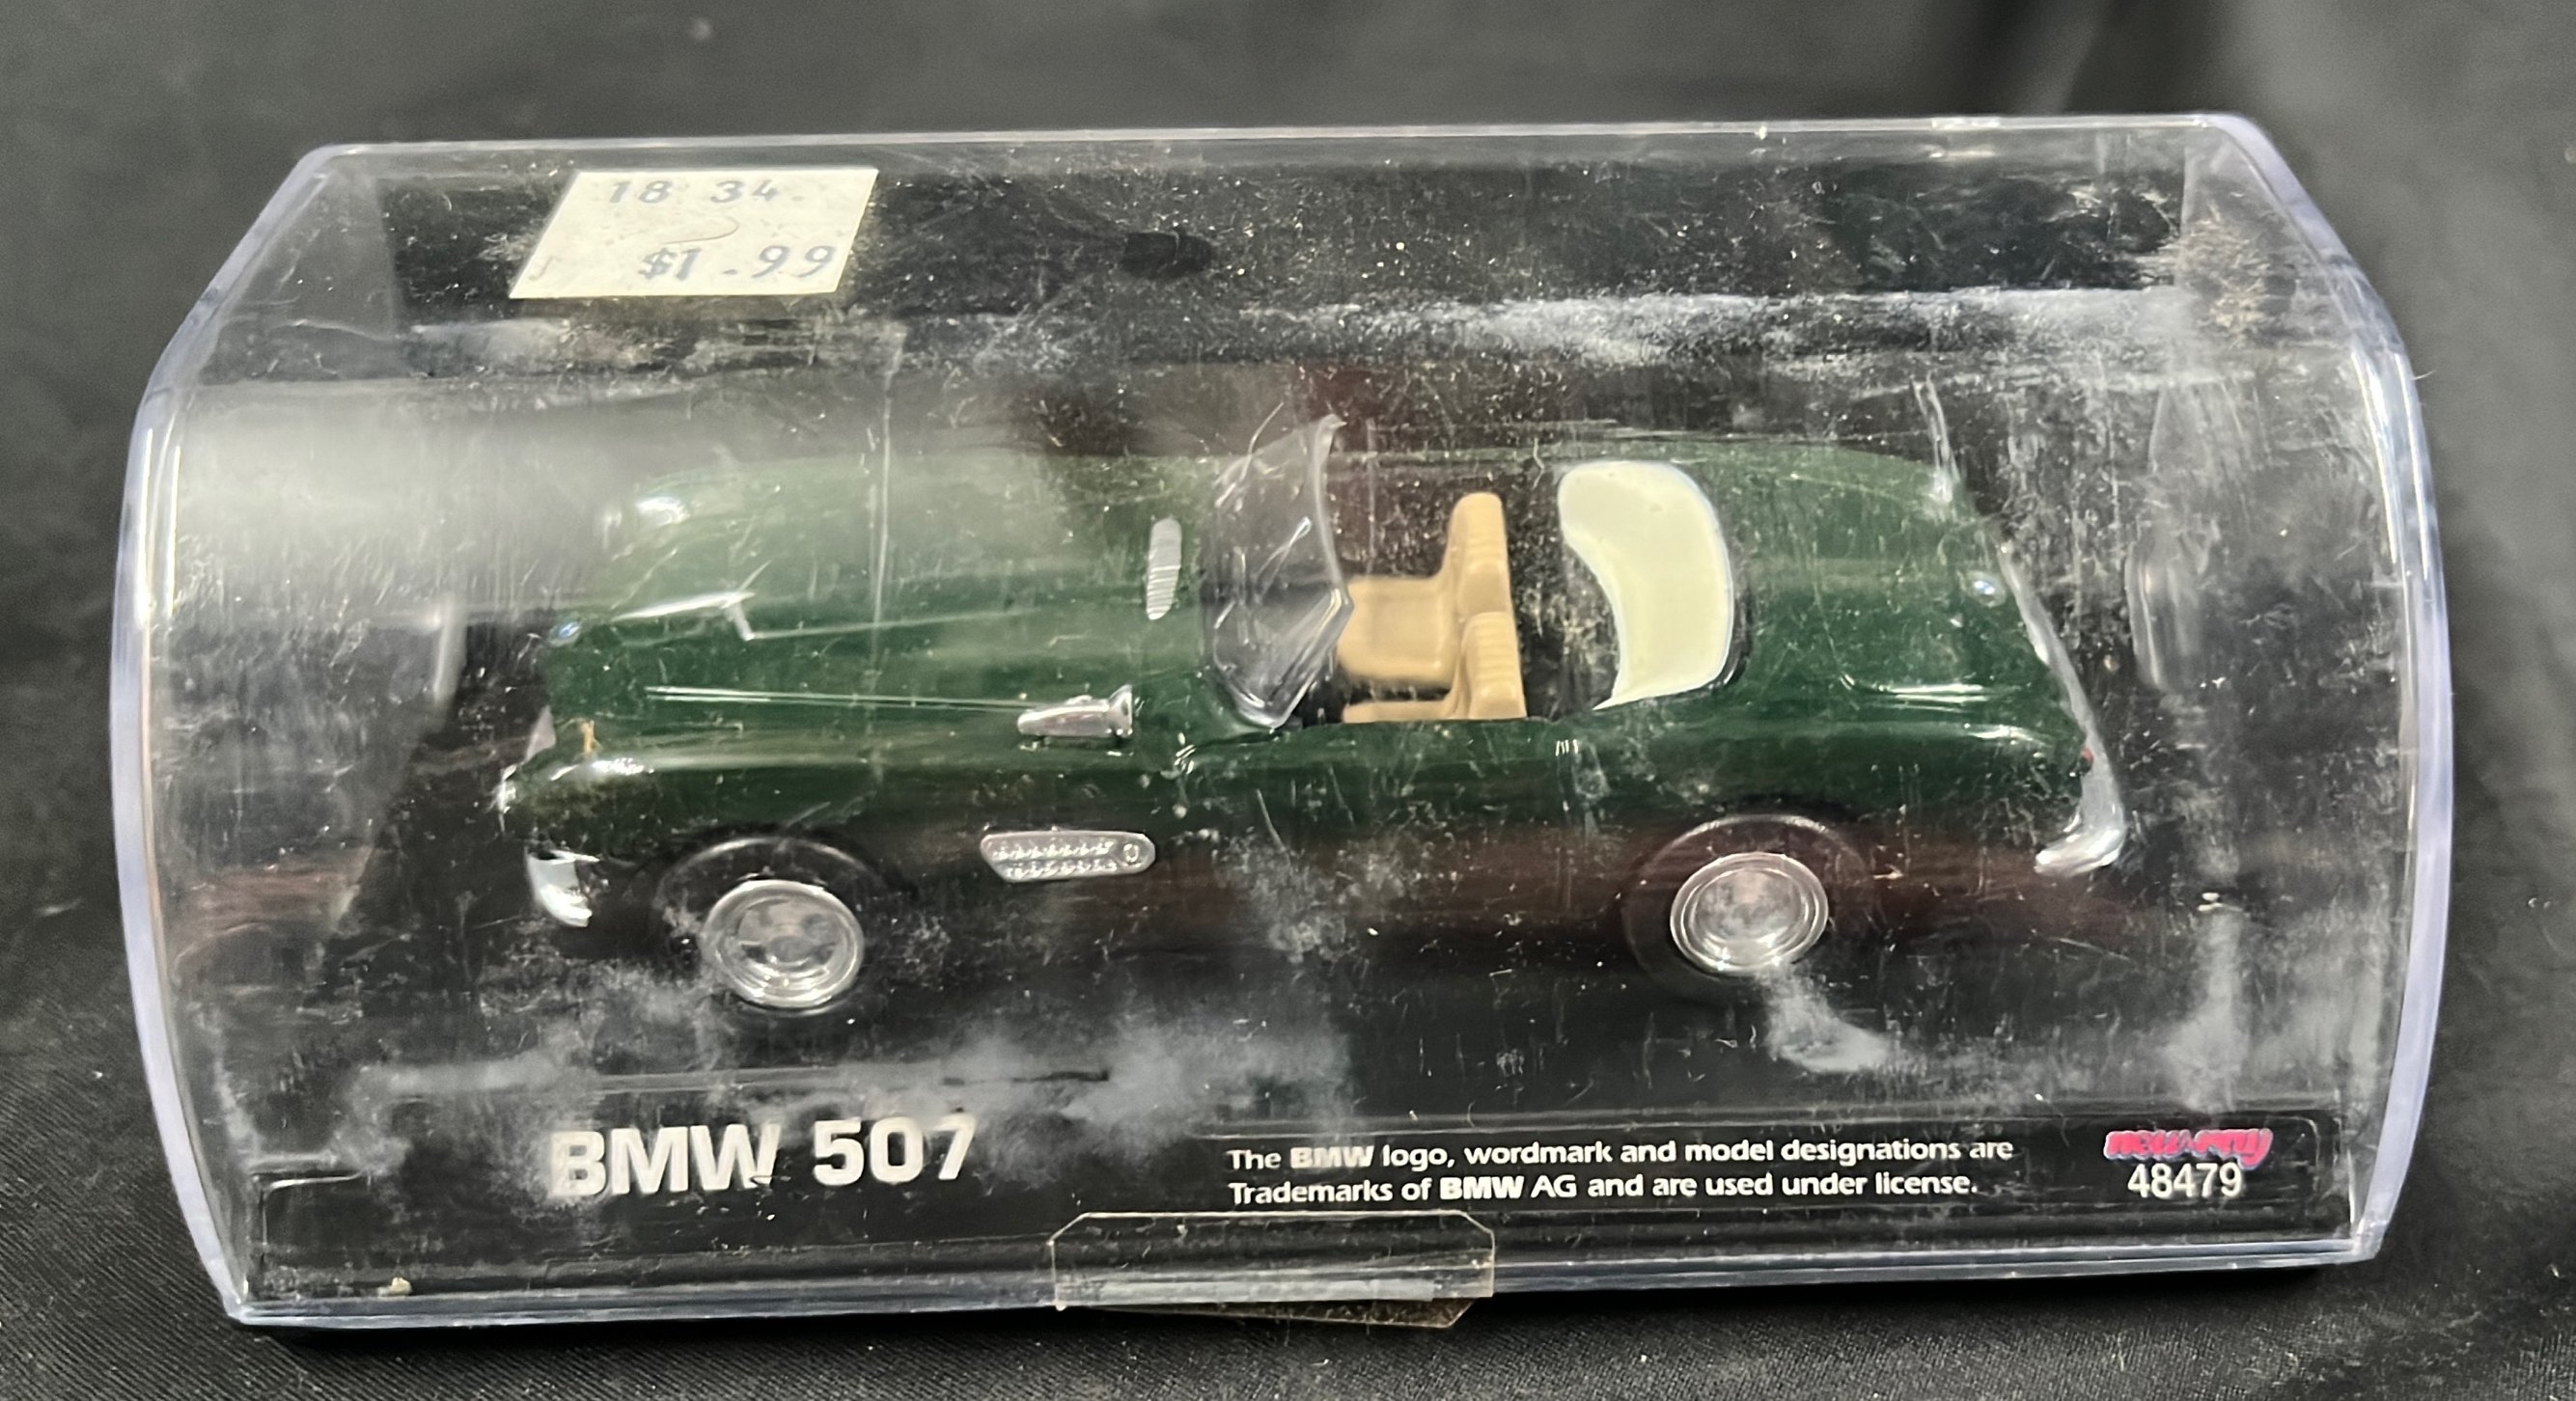 18 34.
$1.99
BMW 507
The BMW logo, wordmark and model designations are
Trademarks of BMW AG and are used under license.
new ray
48479